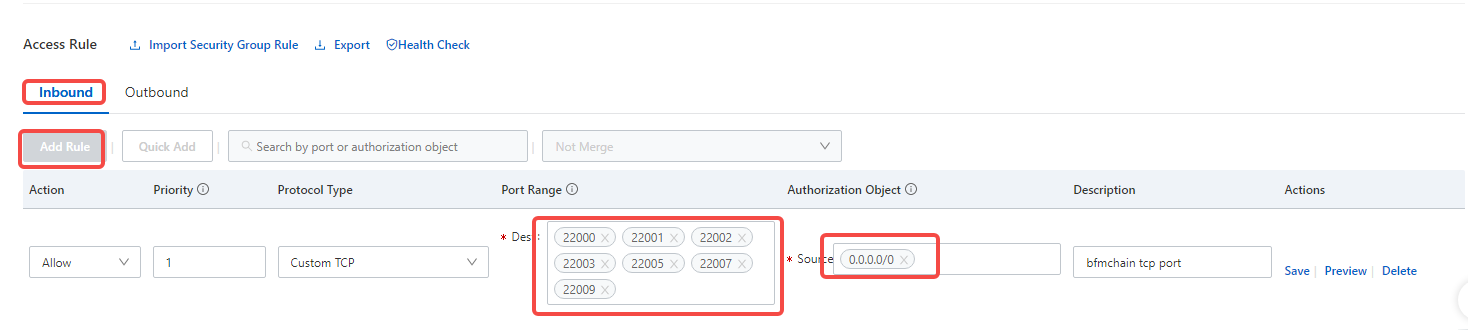 Access Rule Import Security Group Rule Export Health Check
Inbound Outbound
Add Rule Quick Add Search by port or authorization object Not Merge
Action Priority Protocol Type Port Range Authorization Object Description Actions
Allow 1 Custom TCP * Des : 22000 22001 22002 * Source 0.0.0.0/0 bfmchain tcp port Save Preview Delete
22003 22005 22007
22009